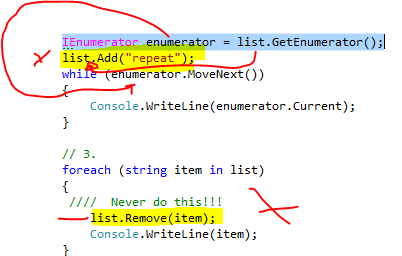 IEnumerator enumerator = list.GetEnumerator();
list.Add("repeat");
while (enumerator.MoveNext())
{
Console.WriteLine(enumerator.Current);
}
// 3.
foreach (string item in list)
{
//// Never do this!!!
list.Remove(item);
Console.WriteLine(item);
}